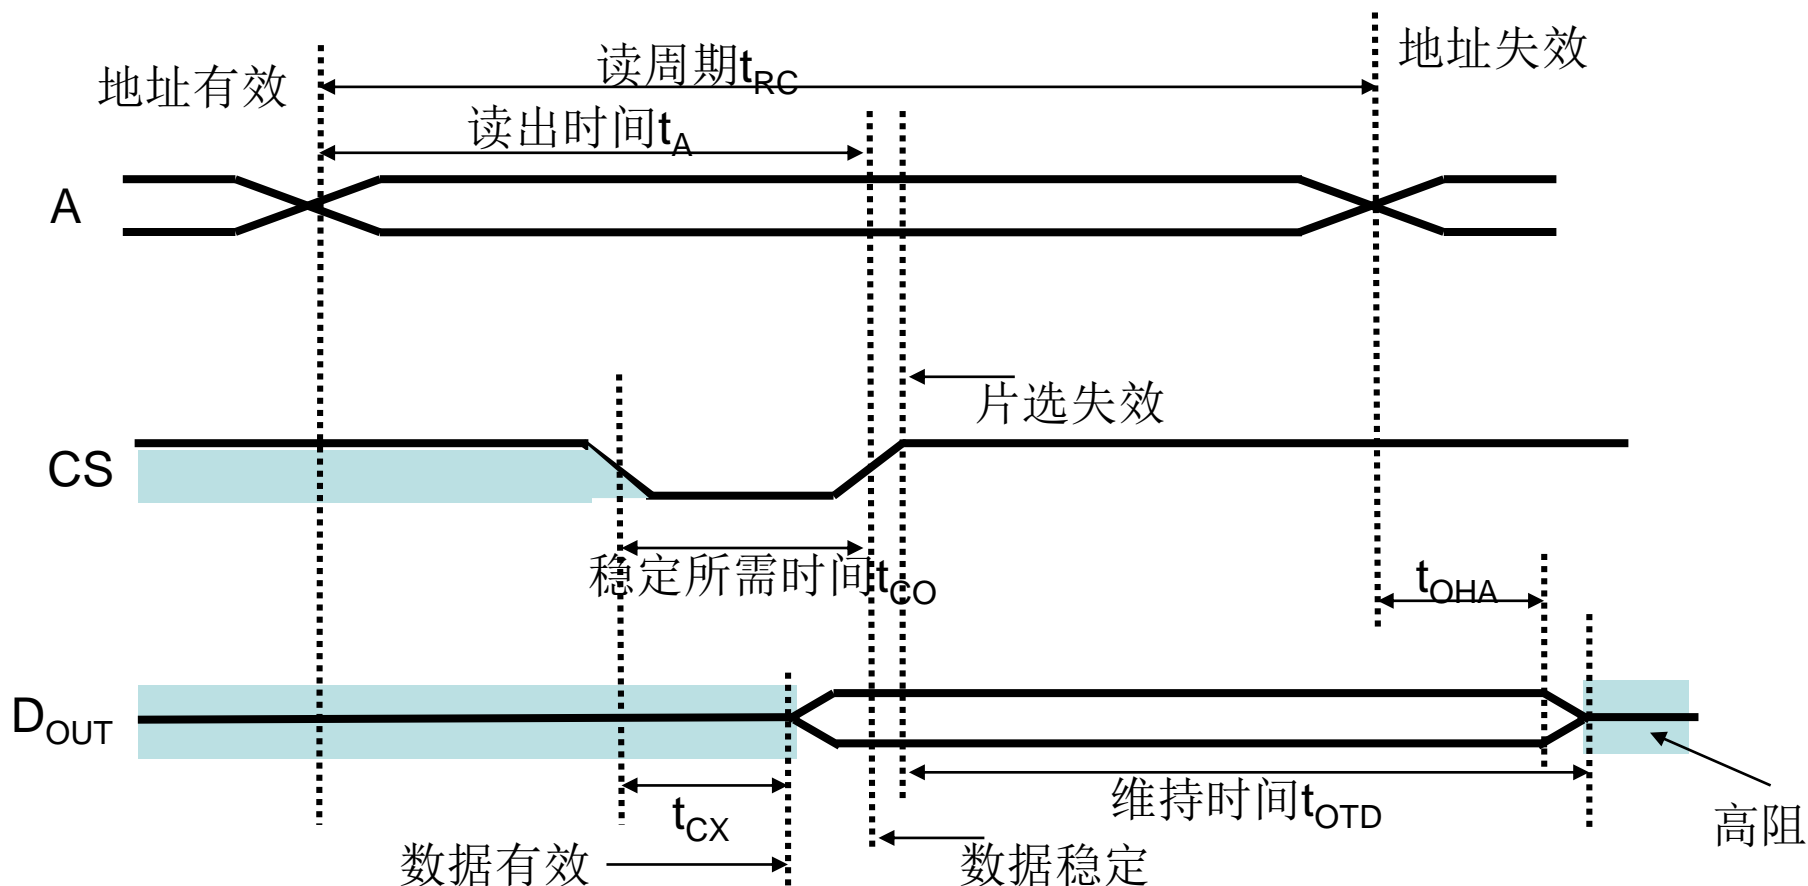 地址失效
读周期tRC
地址有效
读出时间tA
A
片选失效
CS
稳定所需时间tCO
tOHA
DOUT
维持时间tOTD
tCX
高阻
数据有效
数据稳定